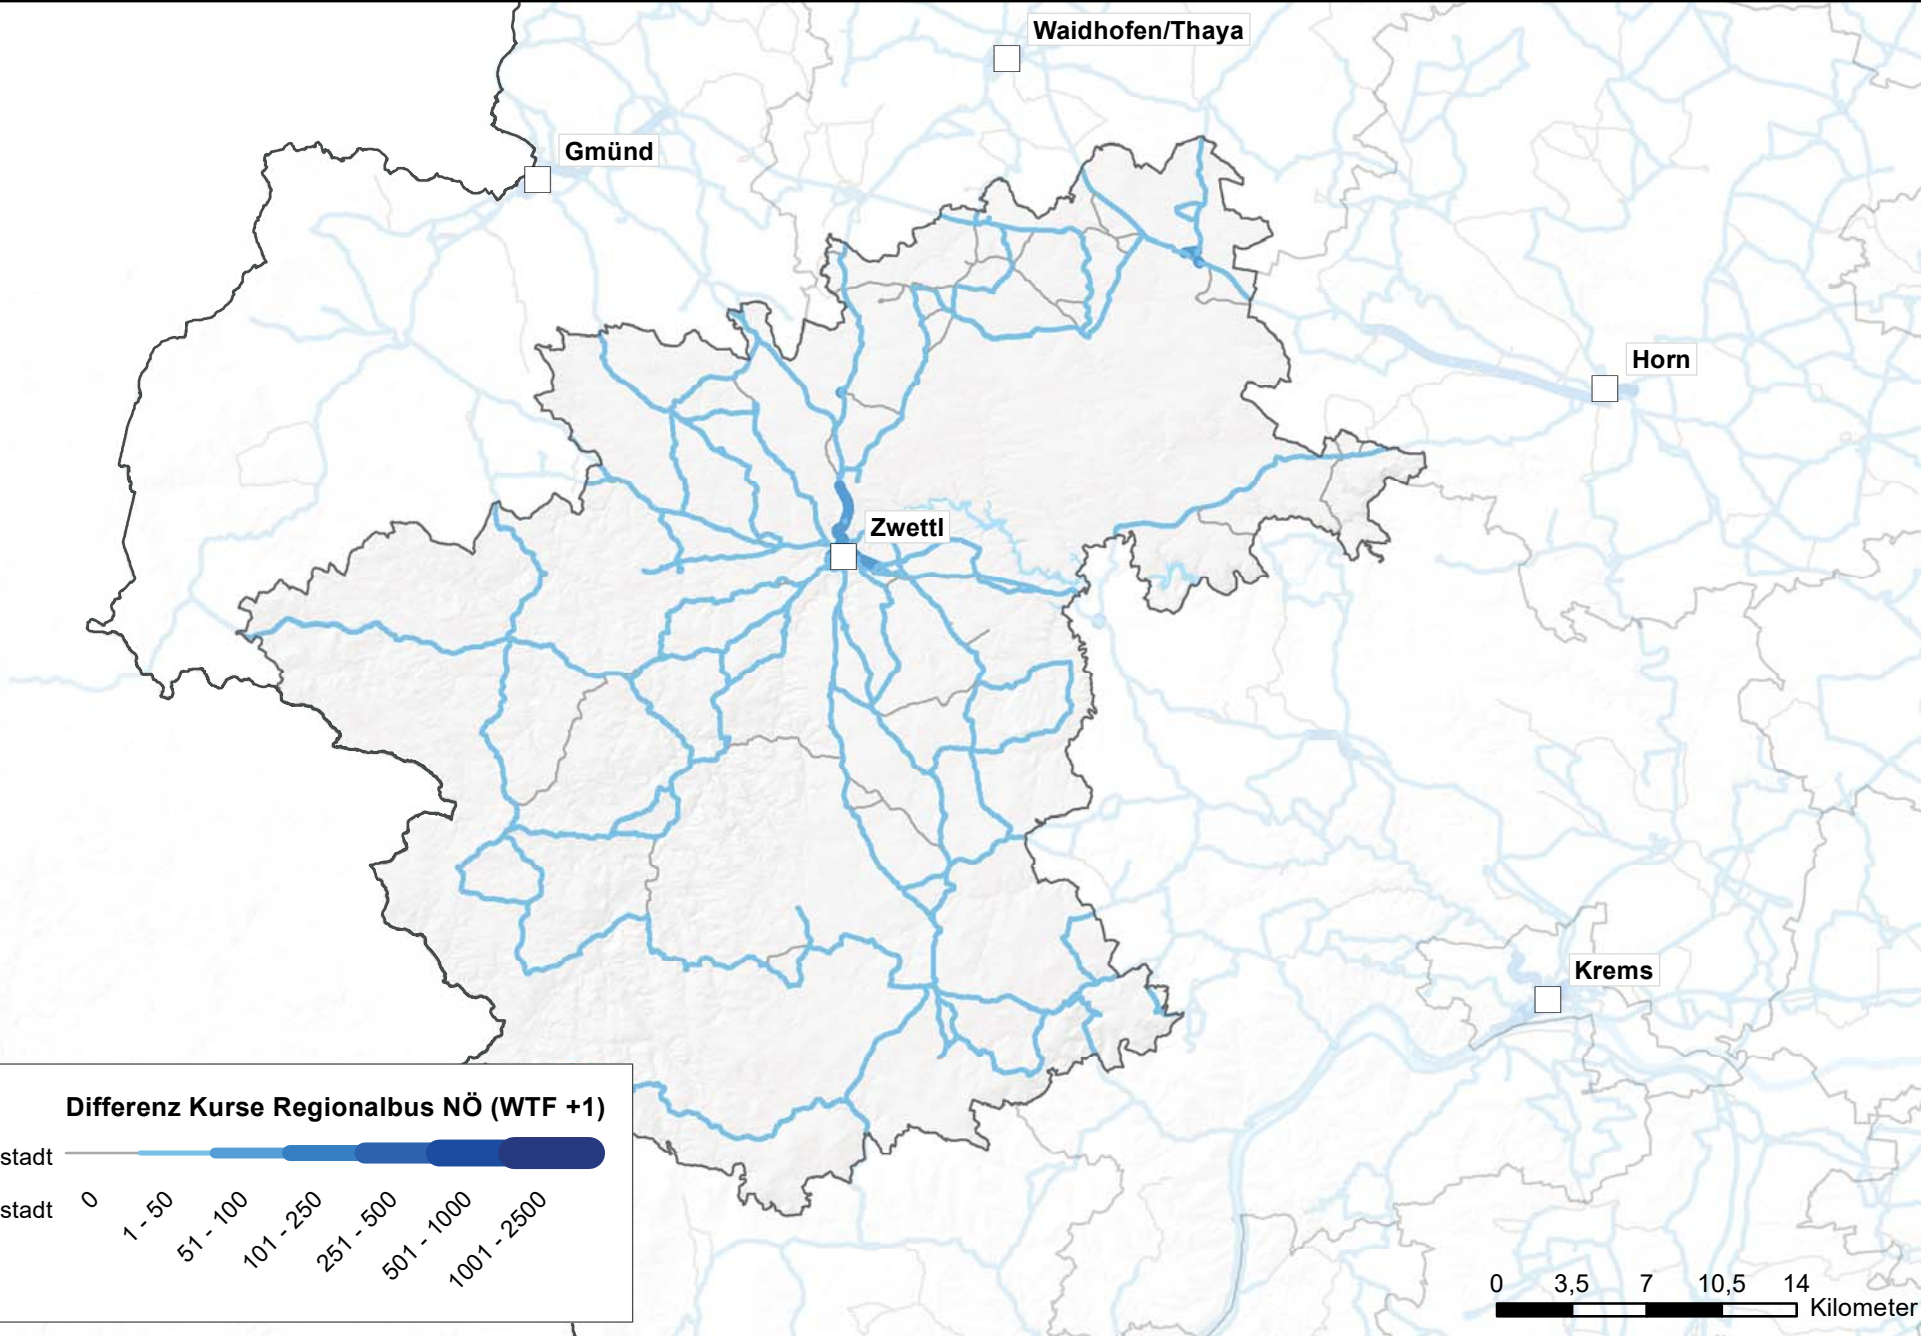 Waidhofen/Thaya
Gmünd
Horn
Zwettl
Krems
Differenz Kurse Regionalbus NÖ (WTF +1)
stadt
stadt
0
1 - 50
51 - 100
101 - 250
251 - 500
501 - 1000
1001 - 2500
0 3,5 7 10,5 14
Kilometer